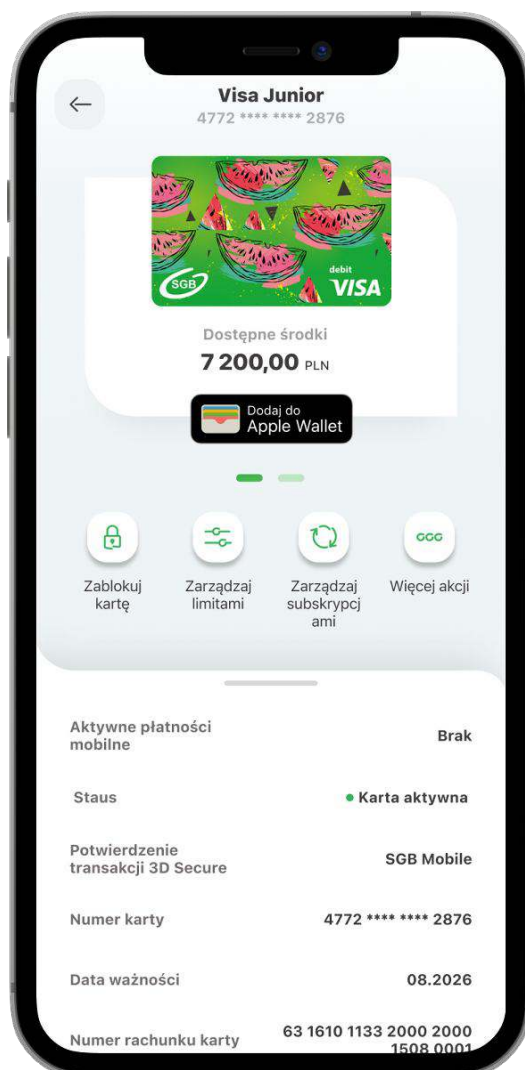 Visa Junior
4772 **** **** 2876
SGB
debit
VISA
Dostępne środki
7 200,00 PLN
Dodaj do
Apple Wallet
Zablokuj
kartę
Zarządzaj
limitami
Zarządzaj
subskrypcj
ami
Więcej akcji
Aktywne płatności
mobilne
Brak
Staus
Karta aktywna
Potwierdzenie
transakcji 3D Secure
SGB Mobile
Numer karty
4772 **** **** 2876
Data ważności
08.2026
Numer rachunku karty
63 1610 1133 2000 2000
1508 0001